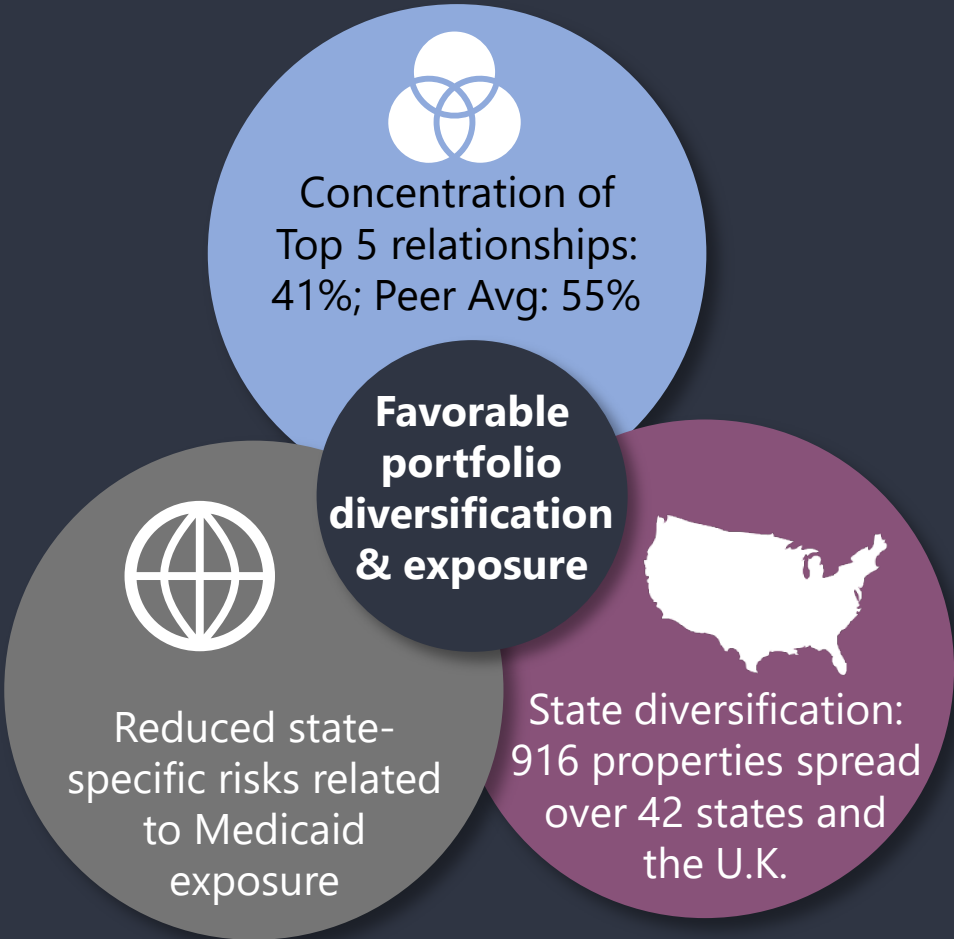 Concentration of
Top 5 relationships:
41%; Peer Avg: 55%
Favorable
portfolio
diversification
& exposure
Reduced state-
specific risks related
to Medicaid
exposure
State diversification:
916 properties spread
over 42 states and
the U.K.